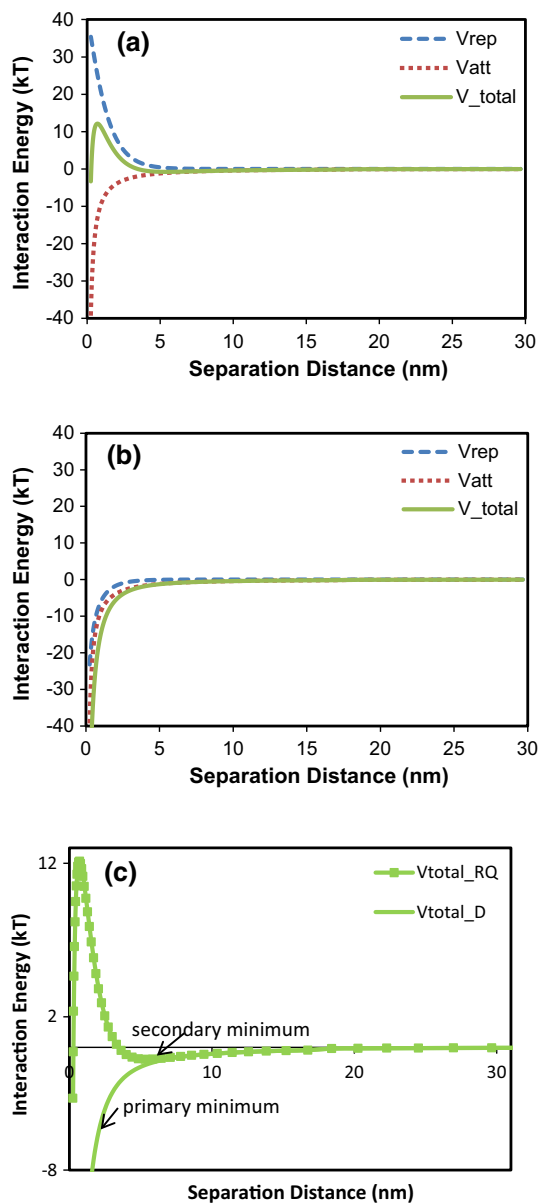 (a)
Vrep
Vatt
V_total
40
30
20
10
0
-10
-20
-30
-40
Interaction Energy (kT)
0 5 10 15 20 25 30
Separation Distance (nm)
(b)
Vrep
Vatt
V_total
40
30
20
10
0
-10
-20
-30
-40
Interaction Energy (kT)
0 5 10 15 20 25 30
Separation Distance (nm)
(c)
Vtotal_RQ
Vtotal_D
12
2
-8
Interaction Energy (kT)
secondary minimum
primary minimum
0 10 20 30
Separation Distance (nm)